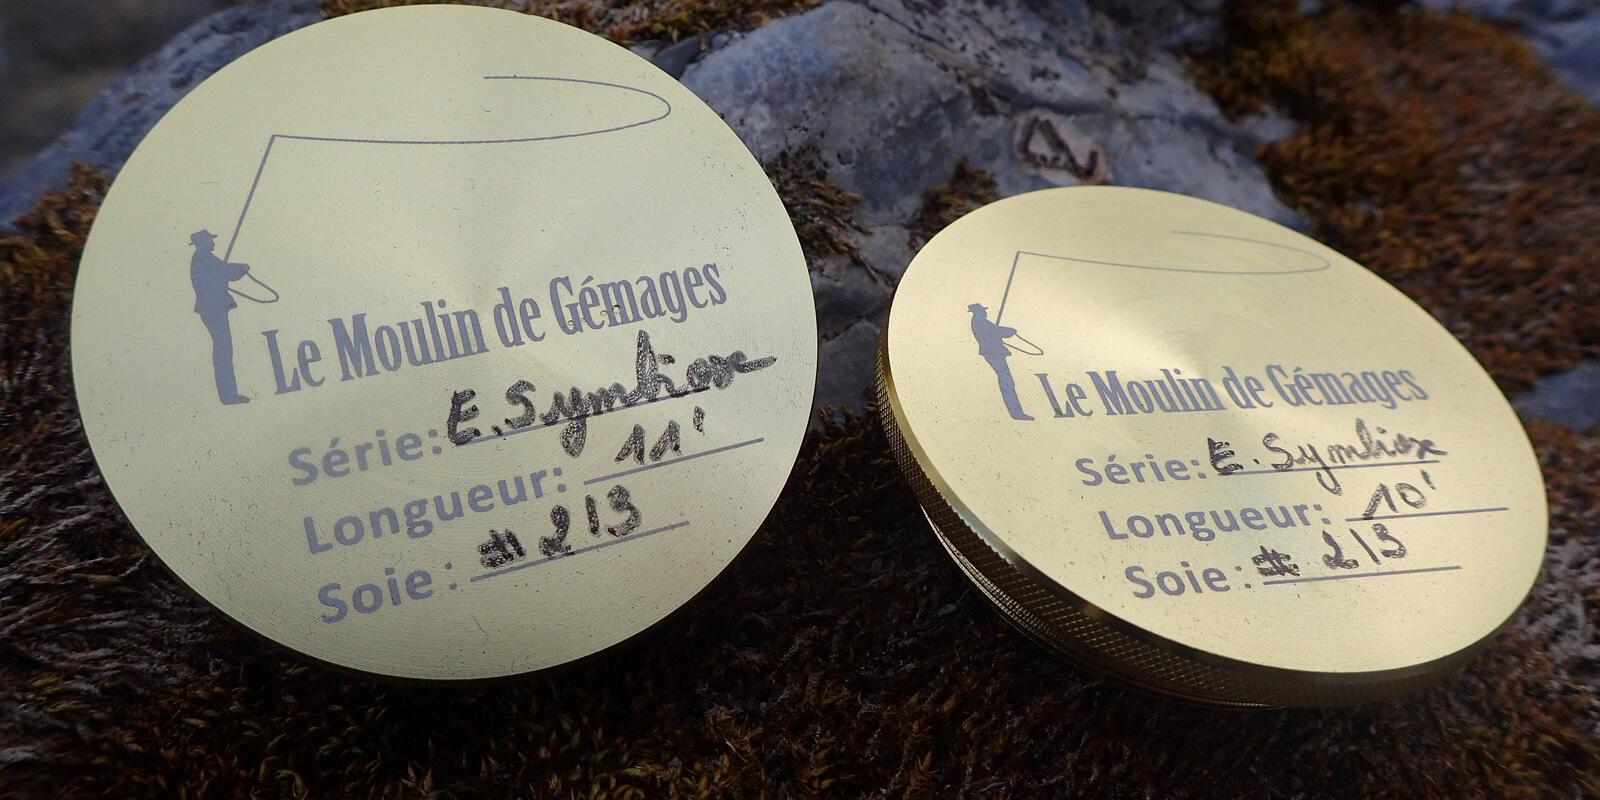 Le Moulin de Gémages
Série: E. Symbiose
Longueur: 11'
Soie: # 2/3
Le Moulin de Gémages
Série: E. Symbiose
Longueur: 10'
Soie: # 2/3